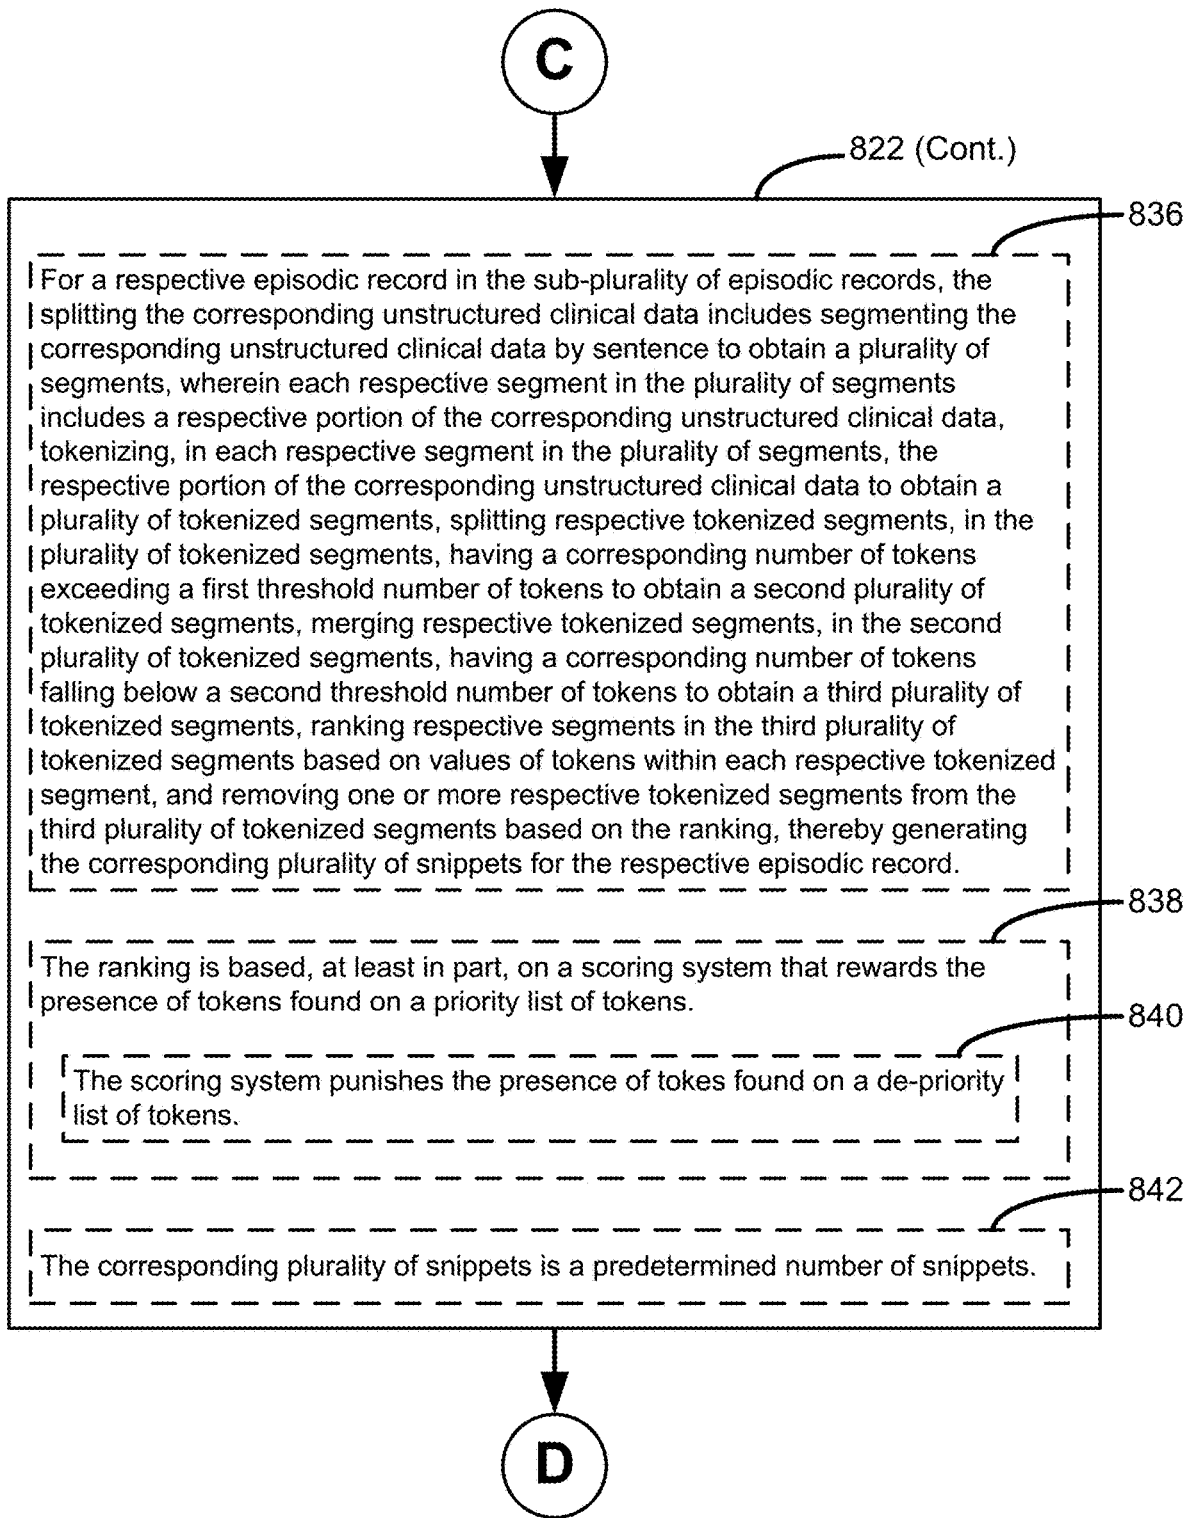 C
822 (Cont.)
836
For a respective episodic record in the sub-plurality of episodic records, the
splitting the corresponding unstructured clinical data includes segmenting the
corresponding unstructured clinical data by sentence to obtain a plurality of
segments, wherein each respective segment in the plurality of segments
includes a respective portion of the corresponding unstructured clinical data,
tokenizing, in each respective segment in the plurality of segments, the
respective portion of the corresponding unstructured clinical data to obtain a
plurality of tokenized segments, splitting respective tokenized segments, in the
plurality of tokenized segments, having a corresponding number of tokens
exceeding a first threshold number of tokens to obtain a second plurality of
tokenized segments, merging respective tokenized segments, in the second
plurality of tokenized segments, having a corresponding number of tokens
falling below a second threshold number of tokens to obtain a third plurality of
tokenized segments, ranking respective segments in the third plurality of
tokenized segments based on values of tokens within each respective tokenized
segment, and removing one or more respective tokenized segments from the
third plurality of tokenized segments based on the ranking, thereby generating
the corresponding plurality of snippets for the respective episodic record.
838
The ranking is based, at least in part, on a scoring system that rewards the
presence of tokens found on a priority list of tokens.
840
The scoring system punishes the presence of tokes found on a de-priority
list of tokens.
842
The corresponding plurality of snippets is a predetermined number of snippets.
D